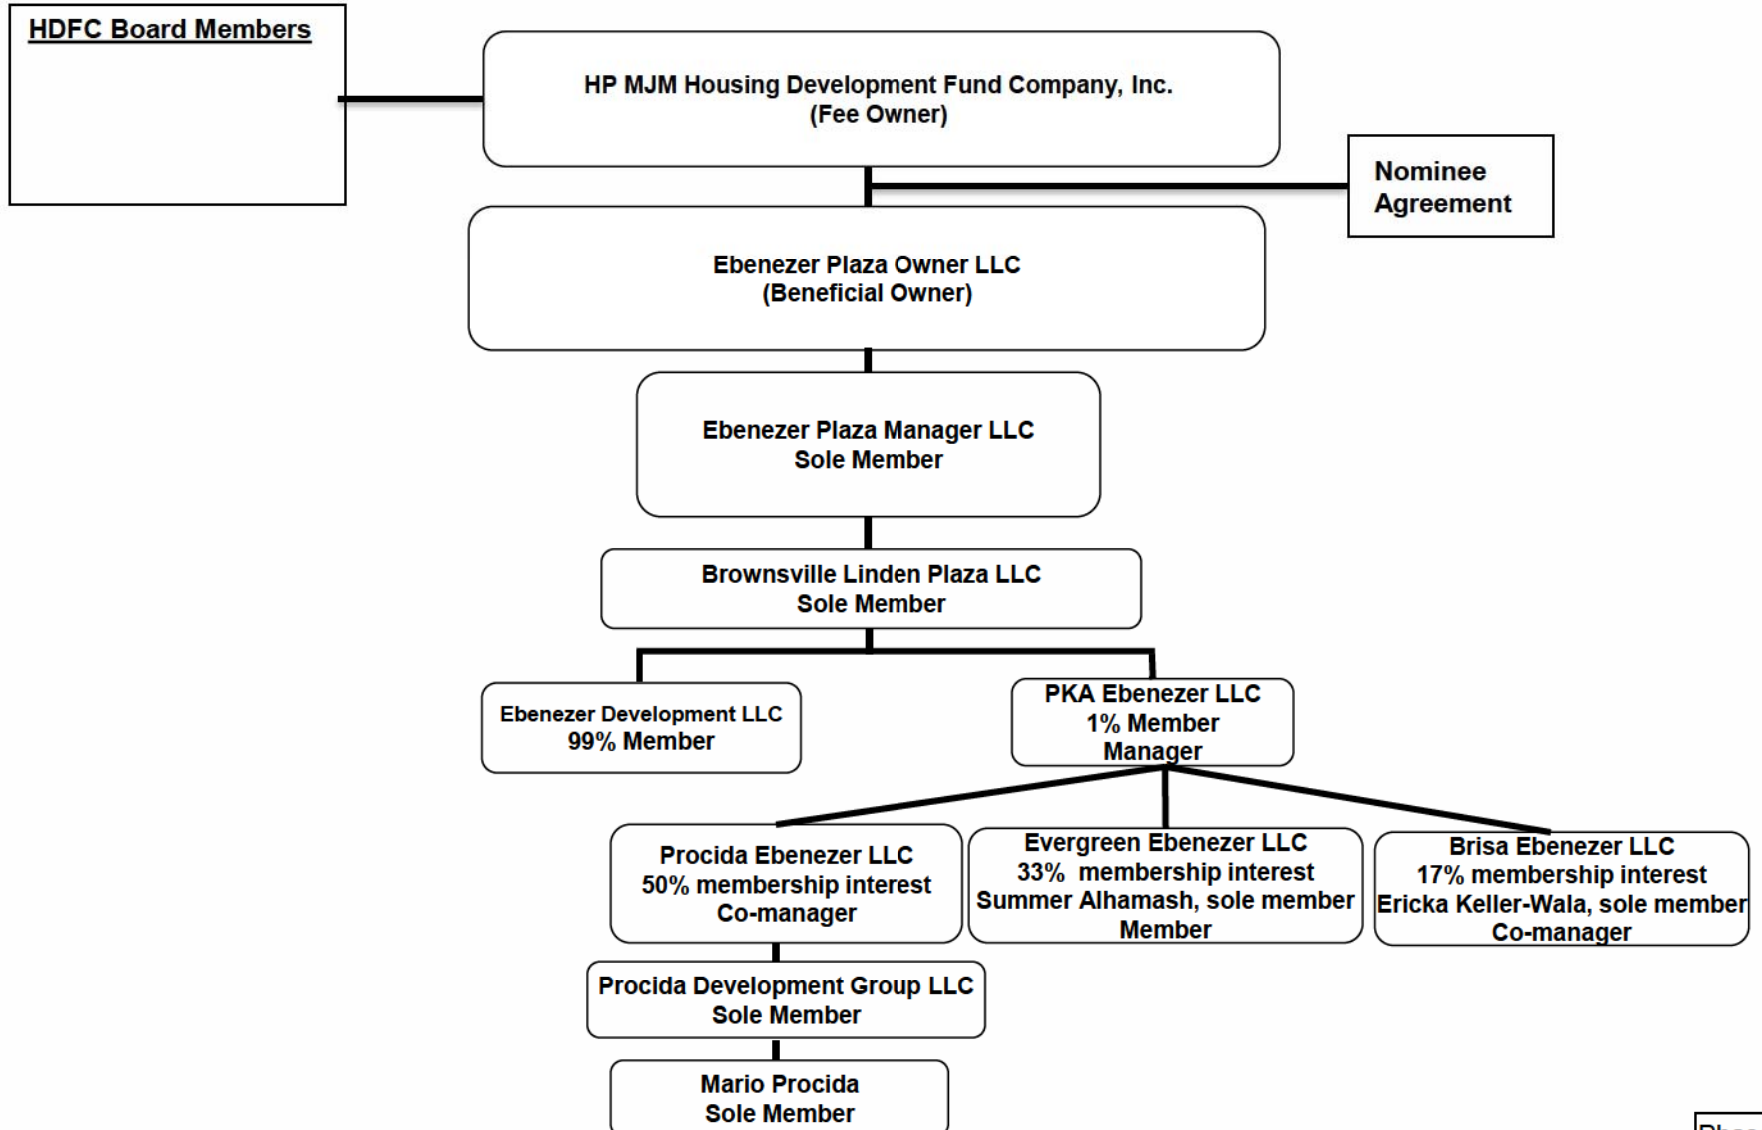 HDFC Board Members
HP MJM Housing Development Fund Company, Inc.
(Fee Owner)
Nominee
Agreement
Ebenezer Plaza Owner LLC
(Beneficial Owner)
Ebenezer Plaza Manager LLC
Sole Member
Brownsville Linden Plaza LLC
Sole Member
Ebenezer Development LLC
99% Member
PKA Ebenezer LLC
1% Member
Manager
Procida Ebenezer LLC
50% membership interest
Co-manager
Evergreen Ebenezer LLC
33% membership interest
Summer Alhamash, sole member
Member
Brisa Ebenezer LLC
17% membership interest
Ericka Keller-Wala, sole member
Co-manager
Procida Development Group LLC
Sole Member
Mario Procida
Sole Member